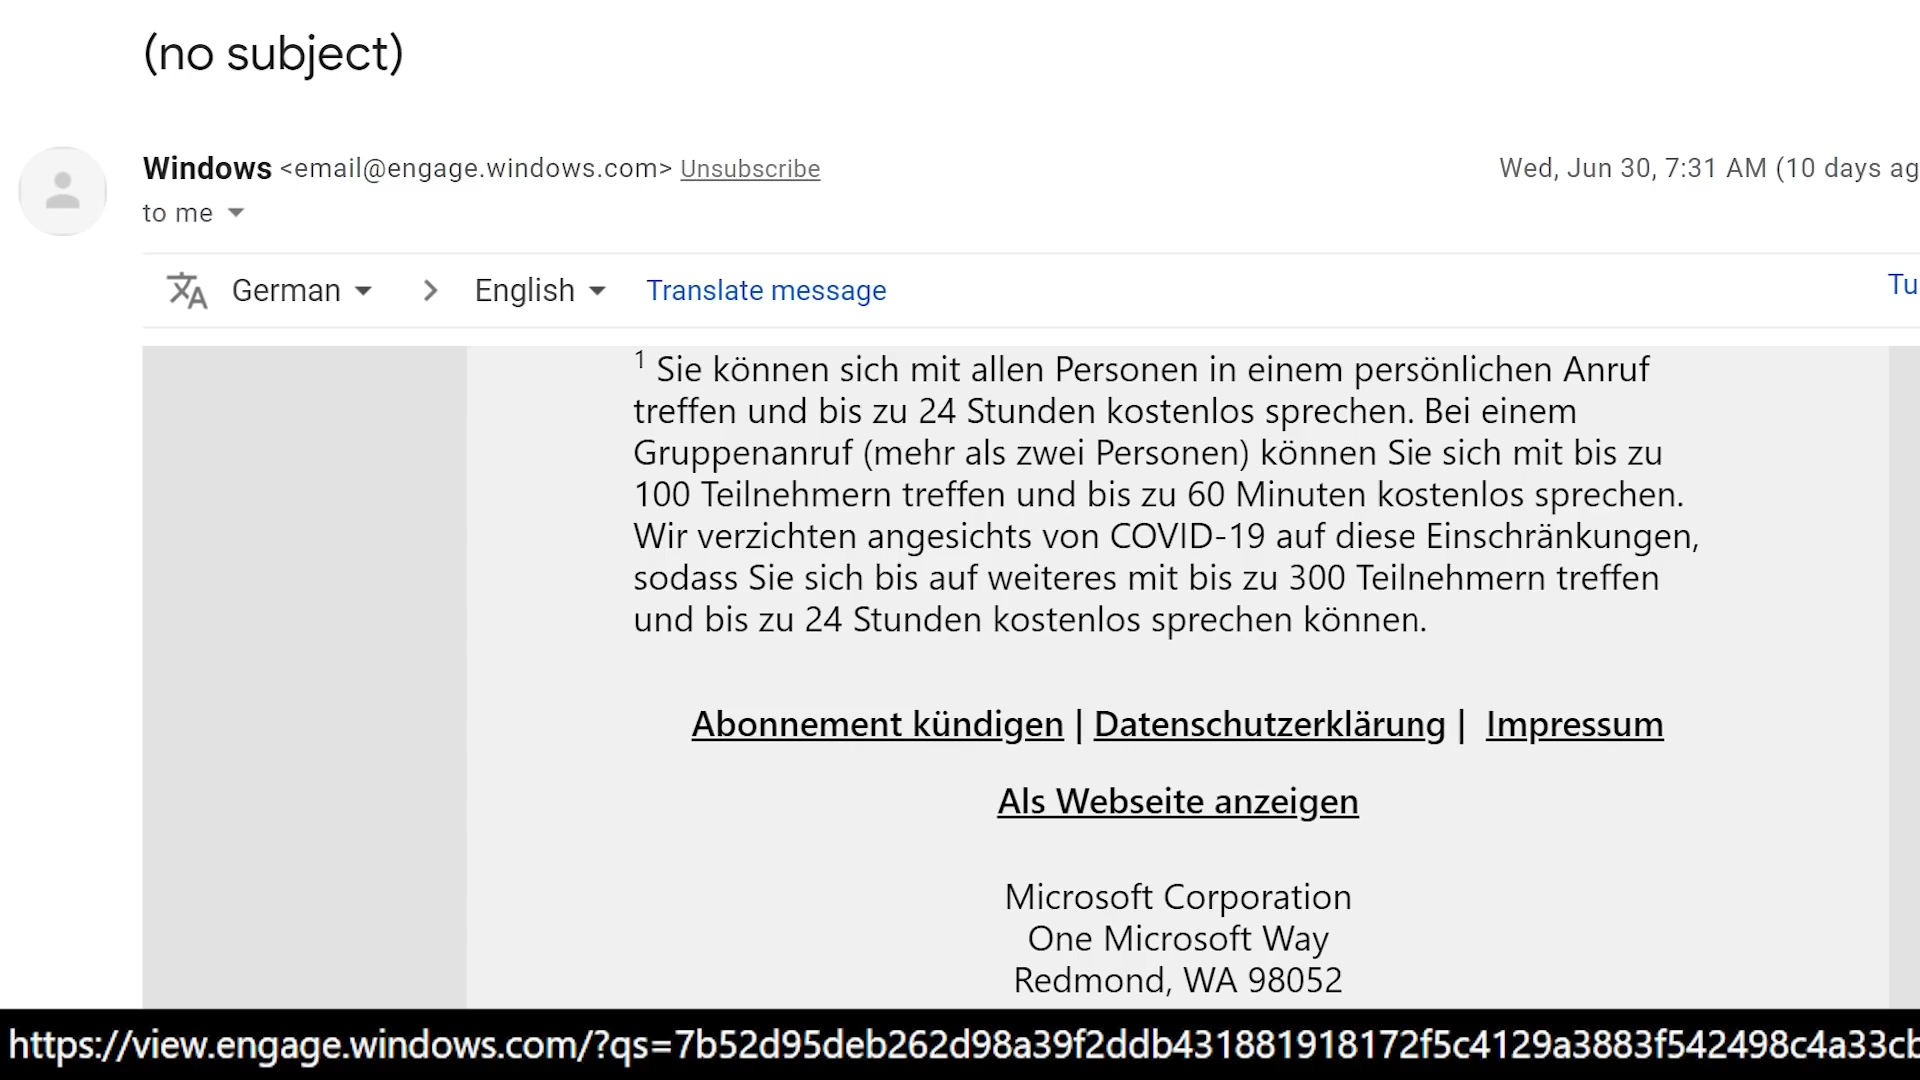 (no subject)
Windows <email@engage.windows.com> Unsubscribe
Wed, Jun 30, 7:31 AM (10 days ag
to me
German > English Translate message
Tu
1 Sie können sich mit allen Personen in einem persönlichen Anruf
treffen und bis zu 24 Stunden kostenlos sprechen. Bei einem
Gruppenanruf (mehr als zwei Personen) können Sie sich mit bis zu
100 Teilnehmern treffen und bis zu 60 Minuten kostenlos sprechen.
Wir verzichten angesichts von COVID-19 auf diese Einschränkungen,
sodass Sie sich bis auf weiteres mit bis zu 300 Teilnehmern treffen
und bis zu 24 Stunden kostenlos sprechen können.
Abonnement kündigen | Datenschutzerklärung | Impressum
Als Webseite anzeigen
Microsoft Corporation
One Microsoft Way
Redmond, WA 98052
https://view.engage.windows.com/?qs=7b52d95deb262d98a39f2ddb431881918172f5c4129a3883f542498c4a33cb